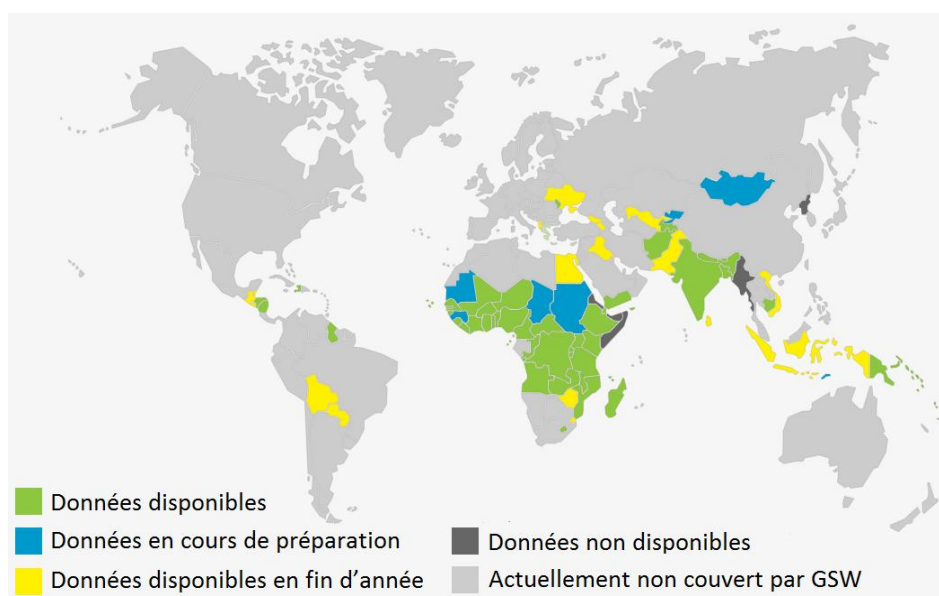 Données disponibles
Données en cours de préparation
Données disponibles en fin d’année
Données non disponibles
Actuellement non couvert par GSW